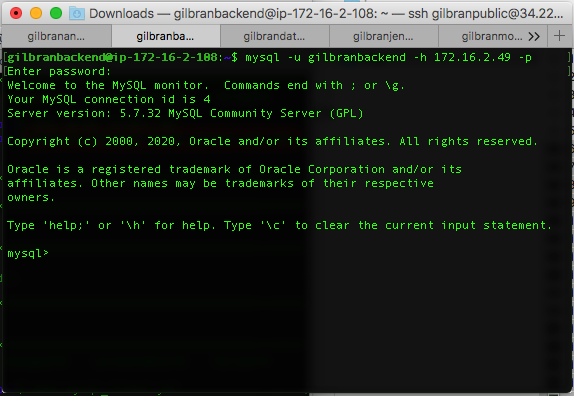 Downloads — gilbranbackend@ip-172-16-2-108: ~ — ssh gilbranpublic@34.22...
gilbranan... gilbranba... gilbrandat... gilbranjen... gilbranmo... >> +
[gilbranbackend@ip-172-16-2-108:~$ mysql -u gilbranbackend -h 172.16.2.49 -p ]
[Enter password: ]
Welcome to the MySQL monitor.  Commands end with ; or \g.
Your MySQL connection id is 4
Server version: 5.7.32 MySQL Community Server (GPL)
Copyright (c) 2000, 2020, Oracle and/or its affiliates. All rights reserved.
Oracle is a registered trademark of Oracle Corporation and/or its
affiliates. Other names may be trademarks of their respective
owners.
Type 'help;' or '\h' for help. Type '\c' to clear the current input statement.
mysql>